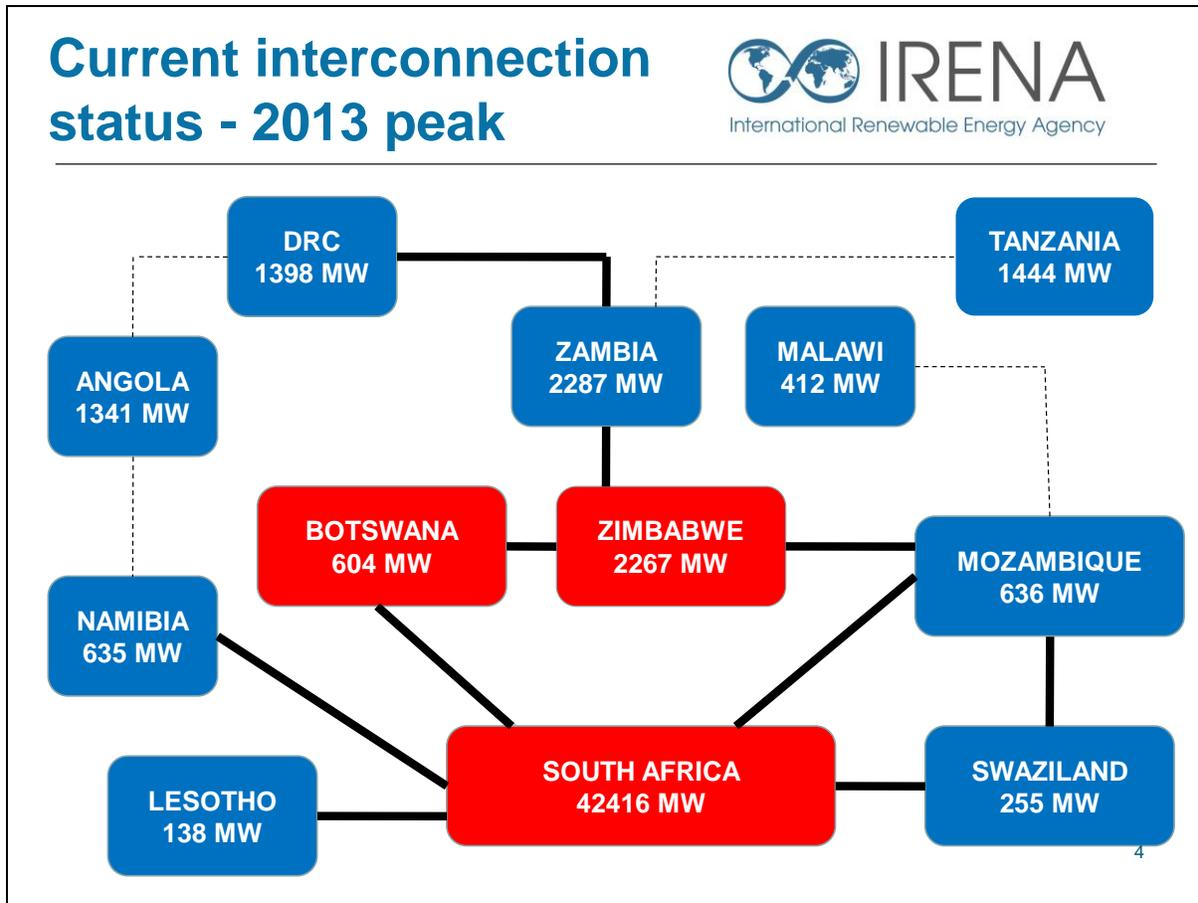 Current interconnection
status - 2013 peak
IRENA
International Renewable Energy Agency
DRC
1398 MW
TANZANIA
1444 MW
ZAMBIA
2287 MW
MALAWI
412 MW
ANGOLA
1341 MW
BOTSWANA
604 MW
ZIMBABWE
2267 MW
MOZAMBIQUE
636 MW
NAMIBIA
635 MW
SOUTH AFRICA
42416 MW
SWAZILAND
255 MW
LESOTHO
138 MW
4